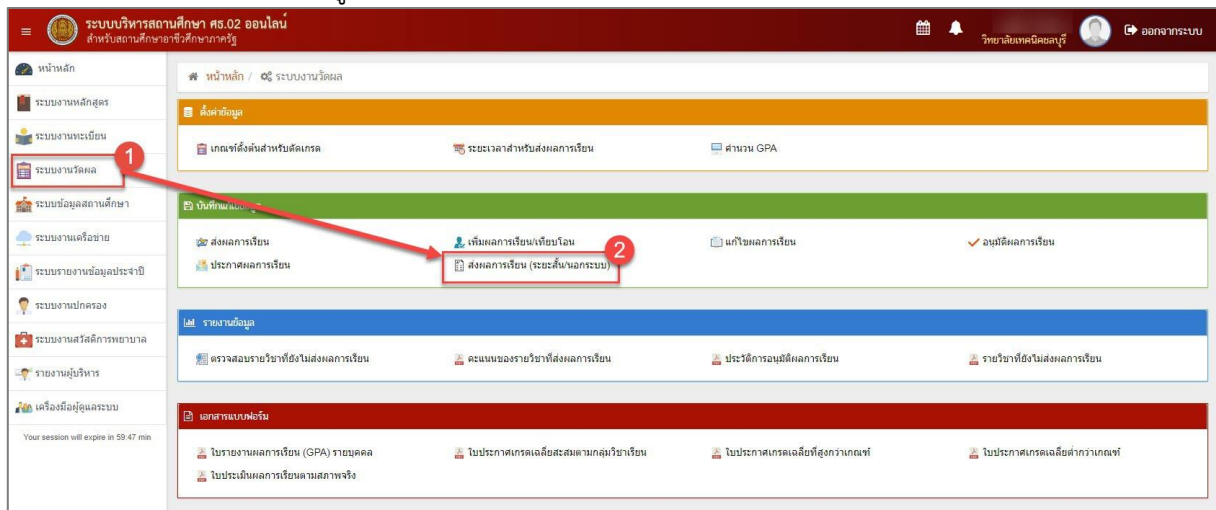 ระบบบริหารสถานศึกษา ศธ.02 ออนไลน์
สำหรับสถานศึกษาอาชีวศึกษาภาครัฐ
วิทยาลัยเทคนิคชลบุรี
ออกจากระบบ
หน้าหลัก
ระบบงานหลักสูตร
ระบบงานทะเบียน
1
ระบบงานวัดผล
ระบบข้อมูลสถานศึกษา
ระบบงานเครือข่าย
ระบบรายงานข้อมูลประจำปี
ระบบงานปกครอง
ระบบงานสวัสดิการพยาบาล
รายงานผู้บริหาร
เครื่องมือผู้ดูแลระบบ
Your session will expire in 59:47 min
หน้าหลัก / ระบบงานวัดผล
ตั้งค่าข้อมูล
เกณฑ์ตั้งต้นสำหรับตัดเกรด ระยะเวลาสำหรับส่งผลการเรียน คำนวน GPA
ส่งผลการเรียน เพิ่มผลการเรียน/เทียบโอน แก้ไขผลการเรียน อนุมัติผลการเรียน
2
ประกาศผลการเรียน ส่งผลการเรียน (ระยะสั้น/นอกระบบ)
รายงานข้อมูล
ตรวจสอบรายวิชาที่ยังไม่ส่งผลการเรียน คะแนนของรายวิชาที่ส่งผลการเรียน ประวัติการอนุมัติผลการเรียน รายวิชาที่ยังไม่ส่งผลการเรียน
เอกสารแบบฟอร์ม
ใบรายงานผลการเรียน (GPA) รายบุคคล ใบประกาศเกรดเฉลี่ยสะสมตามกลุ่มวิชาเรียน ใบประกาศเกรดเฉลี่ยที่สูงกว่าเกณฑ์ ใบประกาศเกรดเฉลี่ยต่ำกว่าเกณฑ์
ใบประเมินผลการเรียนตามสภาพจริง